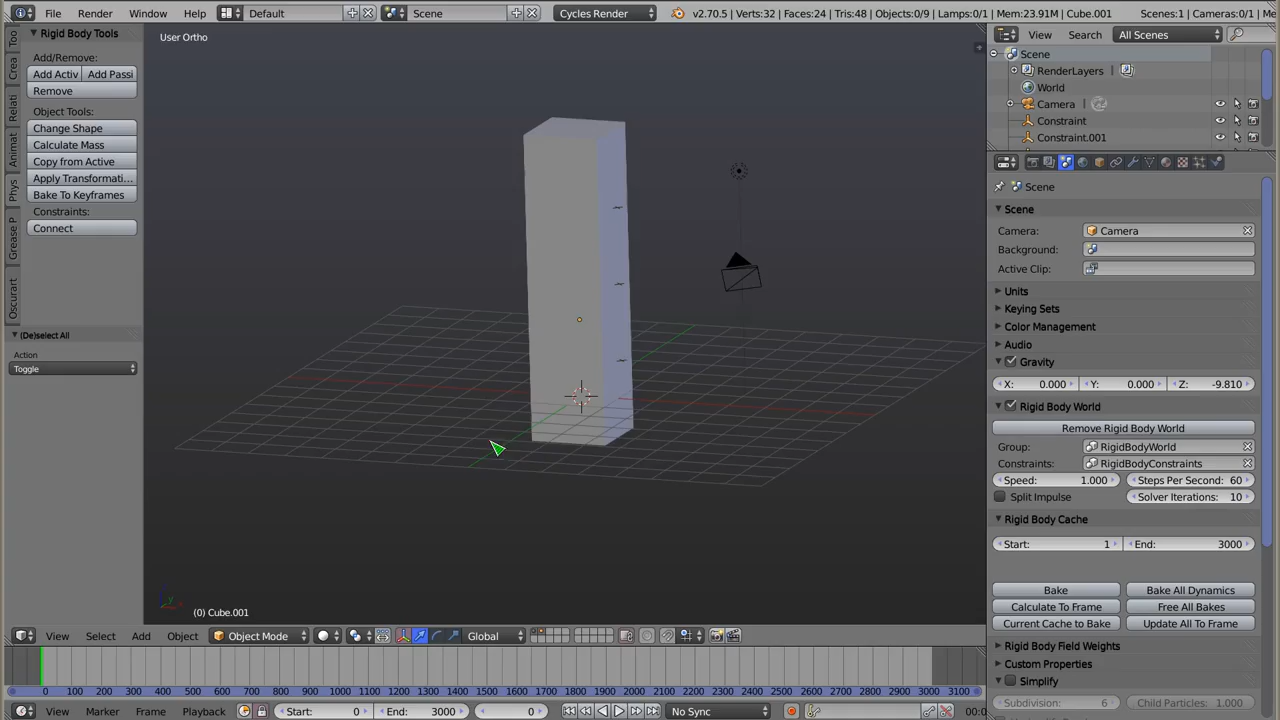 File Render Window Help Default Scene Cycles Render v2.70.5 | Verts:32 | Faces:24 | Tris:48 | Objects:0/9 | Lamps:0/1 | Mem:23.91M | Cube.001 Scenes:1 | Cameras:0/1 |
Rigid Body Tools
Add/Remove:
Add Activ Add Passi
Remove
Object Tools:
Change Shape
Calculate Mass
Copy from Active
Apply Transformati...
Bake To Keyframes
Constraints:
Connect
Too
Crea
Relati
Animat
Phys
Grease P
Oscurart
(De)select All
Action
Toggle
User Ortho
(0) Cube.001
View Search All Scenes
Scene
RenderLayers |
World
Camera |
Constraint
Constraint.001
Scene
Scene
Camera: Camera
Background:
Active Clip:
Units
Keying Sets
Color Management
Audio
Gravity
X: 0.000 Y: 0.000 Z: -9.810
Rigid Body World
Remove Rigid Body World
Group: RigidBodyWorld
Constraints: RigidBodyConstraints
Speed: 1.000 Steps Per Second: 60
Split Impulse Solver Iterations: 10
Rigid Body Cache
Start: 1 End: 3000
Bake Bake All Dynamics
Calculate To Frame Free All Bakes
Current Cache to Bake Update All To Frame
Rigid Body Field Weights
Custom Properties
Simplify
Subdivision: 6 Child Particles: 1.000
View Select Add Object Object Mode Global
0 100 200 300 400 500 600 700 800 900 1000 1100 1200 1300 1400 1500 1600 1700 1800 1900 2000 2100 2200 2300 2400 2500 2600 2700 2800 2900 3000 3100
View Marker Frame Playback Start: 0 End: 3000 0 No Sync 00:0